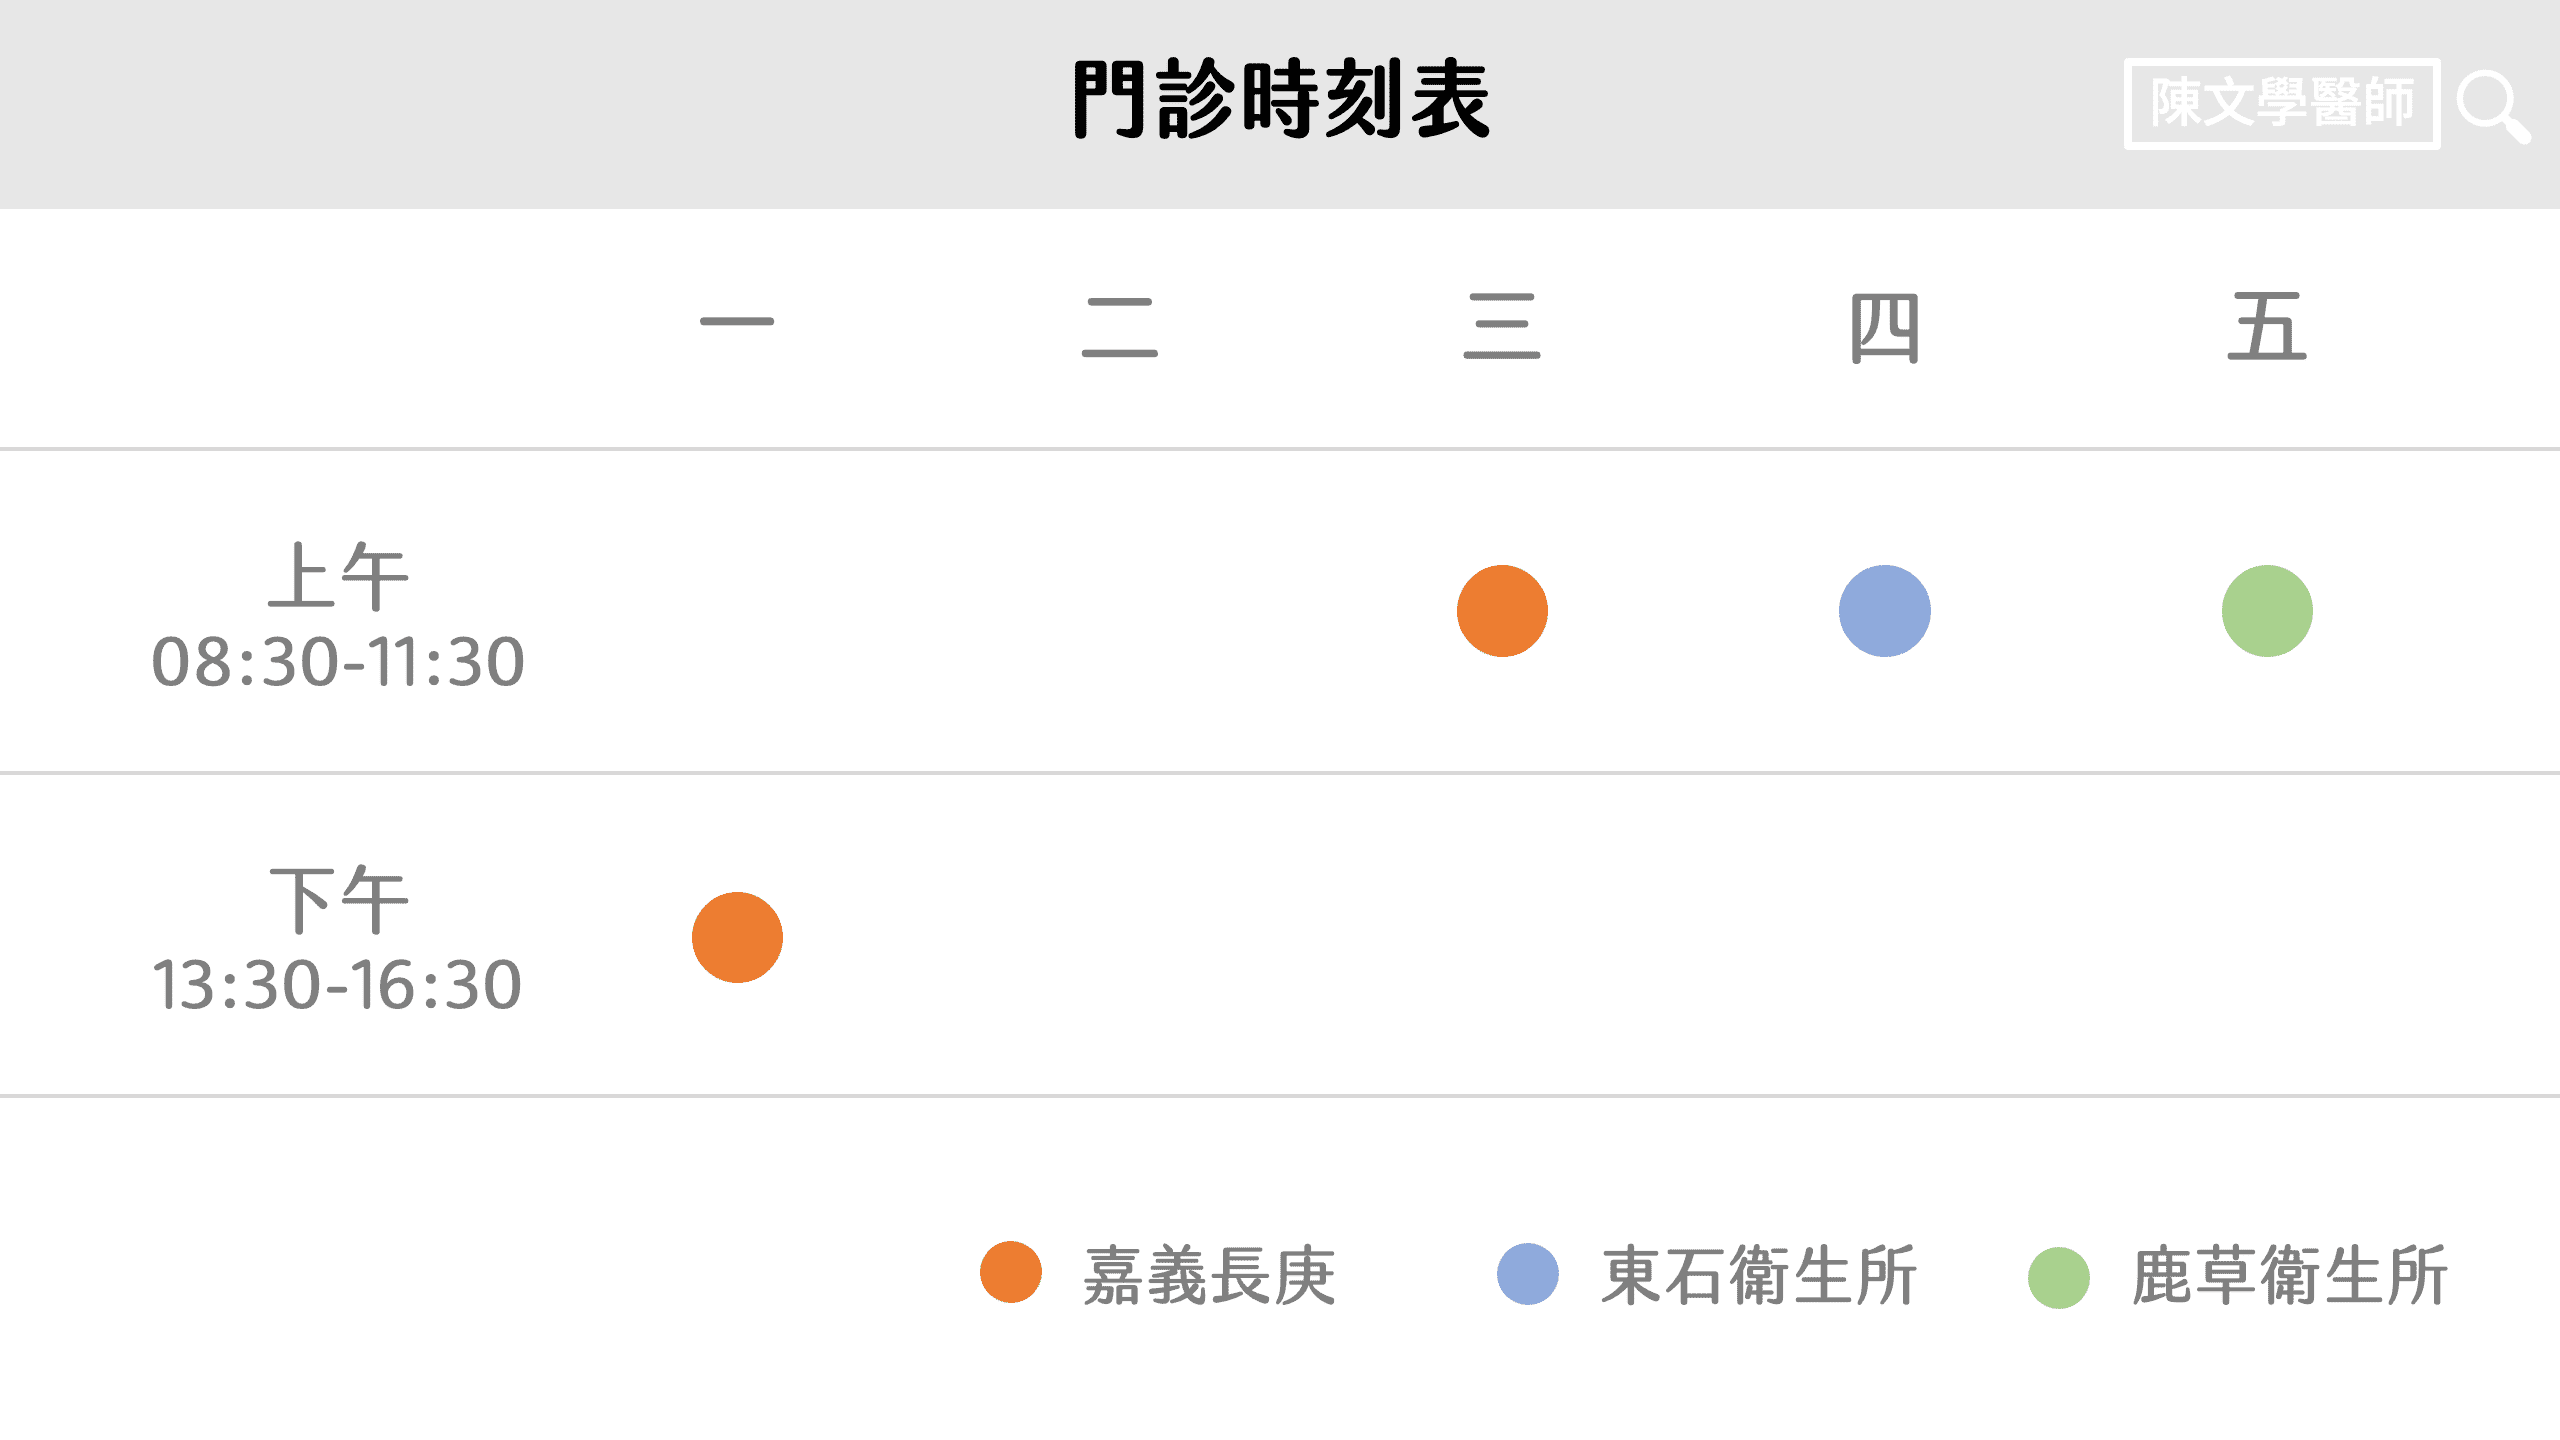 門診時刻表
陳文學醫師
一 二 三 四 五
上午
08:30-11:30
下午
13:30-16:30
嘉義長庚 東石衛生所 鹿草衛生所